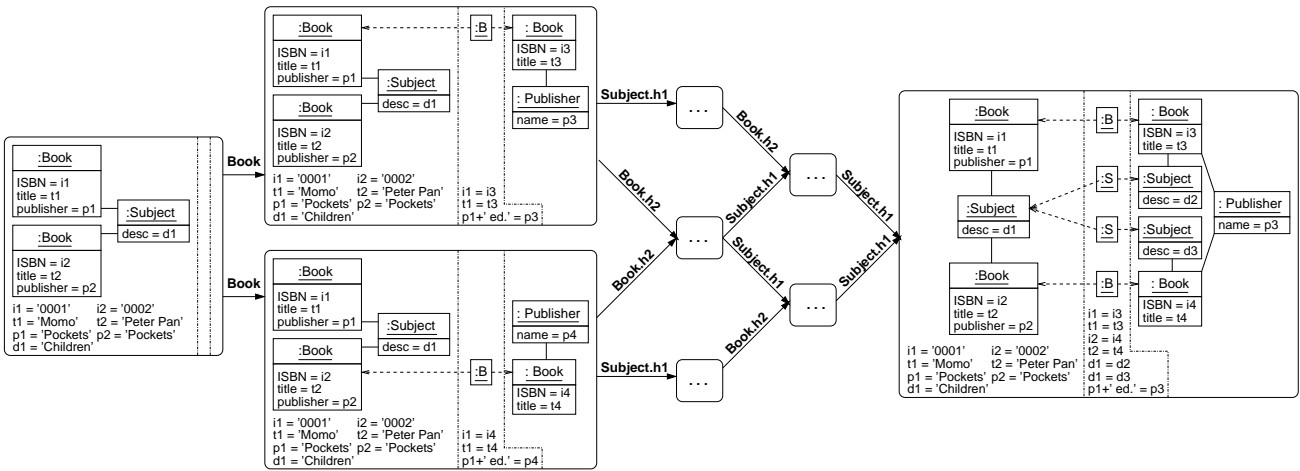 :Book
ISBN = i1
title = t1
publisher = p1
:Subject
desc = d1
:Book
ISBN = i2
title = t2
publisher = p2
i1 = '0001' i2 = '0002'
t1 = 'Momo' t2 = 'Peter Pan'
p1 = 'Pockets' p2 = 'Pockets'
d1 = 'Children'
Book
Book
:Book
ISBN = i1
title = t1
publisher = p1
:Subject
desc = d1
:Book
ISBN = i2
title = t2
publisher = p2
:B
: Book
ISBN = i3
title = t3
: Publisher
name = p3
i1 = '0001' i2 = '0002'
t1 = 'Momo' t2 = 'Peter Pan'
p1 = 'Pockets' p2 = 'Pockets'
d1 = 'Children'
i1 = i3
t1 = t3
p1+' ed.' = p3
:Book
ISBN = i1
title = t1
publisher = p1
:Subject
desc = d1
:Book
ISBN = i2
title = t2
publisher = p2
:B
: Publisher
name = p4
: Book
ISBN = i4
title = t4
i1 = '0001' i2 = '0002'
t1 = 'Momo' t2 = 'Peter Pan'
p1 = 'Pockets' p2 = 'Pockets'
d1 = 'Children'
i1 = i4
t1 = t4
p1+' ed.' = p4
Subject.h1
...
Book.h2
Book.h2
Subject.h1
...
...
Subject.h1
Book.h2
...
Subject.h1
Subject.h1
...
Subject.h1
Book.h2
...
:Book
ISBN = i1
title = t1
publisher = p1
:Subject
desc = d1
:Book
ISBN = i2
title = t2
publisher = p2
:B
:S
:S
:B
: Book
ISBN = i3
title = t3
:Subject
desc = d2
: Publisher
name = p3
:Subject
desc = d3
: Book
ISBN = i4
title = t4
i1 = '0001' i2 = '0002'
t1 = 'Momo' t2 = 'Peter Pan'
p1 = 'Pockets' p2 = 'Pockets'
d1 = 'Children'
i1 = i3
t1 = t3
i2 = i4
t2 = t4
d1 = d2
d1 = d3
p1+' ed.' = p3